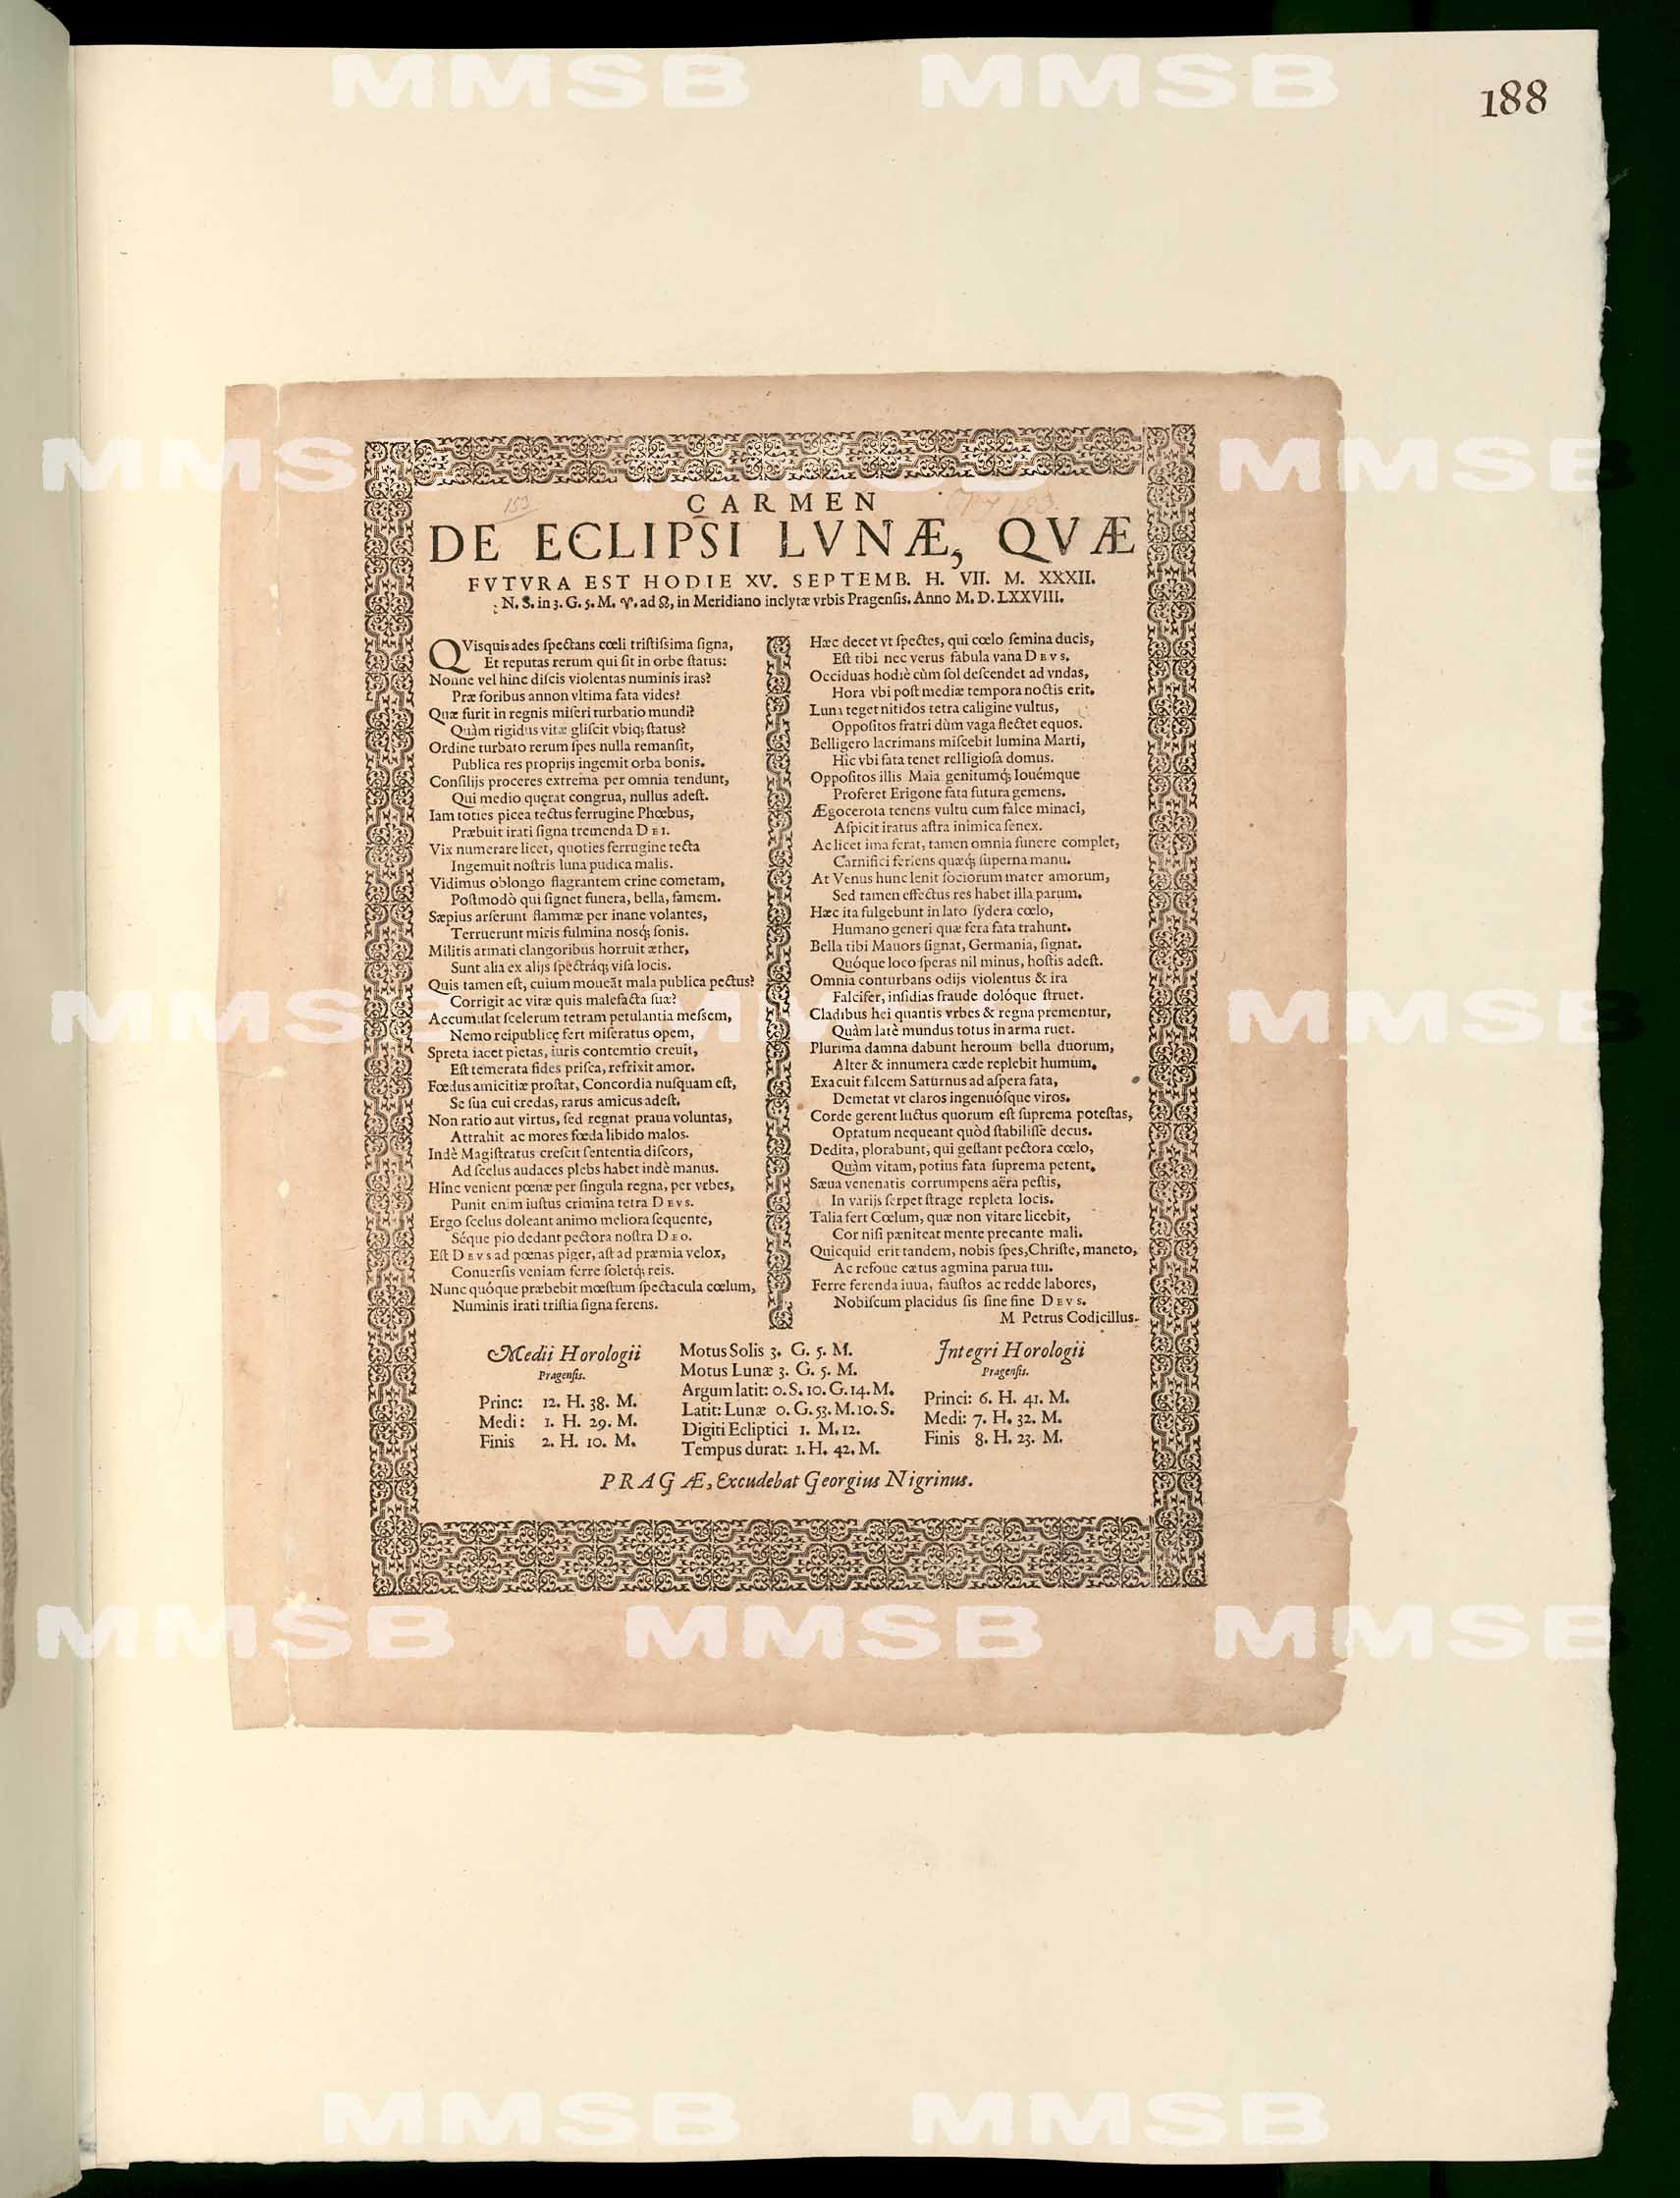 188
153
CARMEN
DE ECLIPSI LVNÆ, QVÆ
FVTVRA EST HODIE XV. SEPTEMB. H. VII. M. XXXII.
N. S. in 3. G. 5. M. ♈. ad ☊, in Meridiano inclytæ vrbis Pragensis. Anno M. D. LXXVIII.
QVisquis ades spectans cœli tristissima signa,
Et reputas rerum qui sit in orbe status:
Nonne vel hinc discis violentas numinis iras?
Præ foribus annon vltima fata vides?
Quæ furit in regnis miseri turbatio mundi?
Quàm rigidus vitæ gliscit vbiq; status?
Ordine turbato rerum spes nulla remansit,
Publica res proprijs ingemit orba bonis.
Consilijs proceres extrema per omnia tendunt,
Qui medio quęrat congrua, nullus adest.
Iam toties picea tectus ferrugine Phœbus,
Præbuit irati signa tremenda DEI.
Vix numerare licet, quoties ferrugine tecta
Ingemuit nostris luna pudica malis.
Vidimus oblongo flagrantem crine cometam,
Postmodò qui signet funera, bella, famem.
Sæpius arserunt flammæ per inane volantes,
Terruerunt miris fulmina nosq; sonis.
Militis armati clangoribus horruit æther,
Sunt alia ex alijs spectráq; visa locis.
Quis tamen est, cuium moueāt mala publica pectus?
Corrigit ac vitæ quis malefacta suæ?
Accumulat scelerum tetram petulantia messem,
Nemo reipublicę fert miseratus opem,
Spreta iacet pietas, iuris contemtio creuit,
Est temerata fides prisca, refrixit amor.
Fœdus amicitiæ prostat, Concordia nusquam est,
Se sua cui credas, rarus amicus adest.
Non ratio aut virtus, sed regnat praua voluntas,
Attrahit ac mores fœda libido malos.
Indè Magistratus crescit sententia discors,
Ad scelus audaces plebs habet indè manus.
Hinc venient pœnæ per singula regna, per vrbes,
Punit enim iustus crimina tetra DEVS.
Ergo scelus doleant animo meliora sequente,
Séque pio dedant pectora nostra DEO.
Est DEVS ad pœnas piger, ast ad præmia velox,
Conuersis veniam ferre soletq; reis.
Nunc quóque præbebit mœstum spectacula cœlum,
Numinis irati tristia signa ferens.
Hæc decet vt spectes, qui cœlo semina ducis,
Est tibi nec verus fabula vana DEVS.
Occiduas hodiè cùm sol descendet ad vndas,
Hora vbi post mediæ tempora noctis erit.
Luna teget nitidos tetra caligine vultus,
Oppositos fratri dùm vaga flectet equos.
Belligero lacrimans miscebit lumina Marti,
Hic vbi fata tenet relligiosa domus.
Oppositos illis Maia genitumq; Iouémque
Proferet Erigone fata futura gemens.
Ægocerota tenens vultu cum falce minaci,
Aspicit iratus astra inimica senex.
Ac licet ima ferat, tamen omnia funere complet,
Carnifici feriens quæq; superna manu.
At Venus hunc lenit sociorum mater amorum,
Sed tamen effectus res habet illa parum.
Hæc ita fulgebunt in lato sydera cœlo,
Humano generi quæ fera fata trahunt.
Bella tibi Mauors signat, Germania, signat.
Quóque loco speras nil minus, hostis adest.
Omnia conturbans odijs violentus & ira
Falcifer, insidias fraude dolóque struet.
Cladibus hei quantis vrbes & regna prementur,
Quàm latè mundus totus in arma ruet.
Plurima damna dabunt heroum bella duorum,
Alter & innumera cæde replebit humum.
Exacuit falcem Saturnus ad aspera fata,
Demetat vt claros ingenuósque viros.
Corde gerent luctus quorum est suprema potestas,
Optatum nequeant quòd stabilisse decus.
Dedita, plorabunt, qui gestant pectora cœlo,
Quàm vitam, potius fata suprema petent.
Sæua venenatis corrumpens aëra pestis,
In varijs serpet strage repleta locis.
Talia fert Cœlum, quæ non vitare licebit,
Cor nisi pæniteat mente precante mali.
Quicquid erit tandem, nobis spes, Christe, maneto,
Ac refoue cætus agmina parua tui.
Ferre ferenda iuua, faustos ac redde labores,
Nobiscum placidus sis sine fine DEVS.
M. Petrus Codicillus.
Medii Horologii
Pragensis.
Princ: 12. H. 38. M.
Medi: 1. H. 29. M.
Finis 2. H. 10. M.
Motus Solis 3. G. 5. M.
Motus Lunæ 3. G. 5. M.
Argum latit: 0. S. 10. G. 14. M.
Latit: Lunæ 0. G. 53. M. 10. S.
Digiti Ecliptici 1. M. 12.
Tempus durat: 1. H. 42. M.
Integri Horologii
Pragensis.
Princi: 6. H. 41. M.
Medi: 7. H. 32. M.
Finis 8. H. 23. M.
PRAGÆ, Excudebat Georgius Nigrinus.